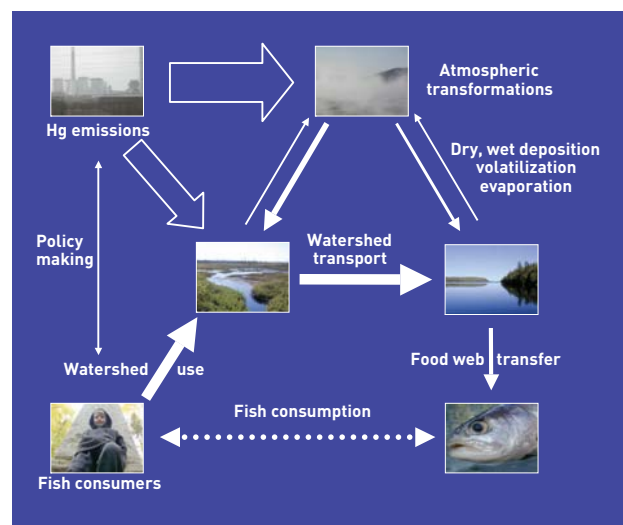 Hg emissions
Atmospheric
transformations
Dry, wet deposition
volatilization
evaporation
Policy
making
Watershed
transport
Watershed use
Food web transfer
Fish consumption
Fish consumers